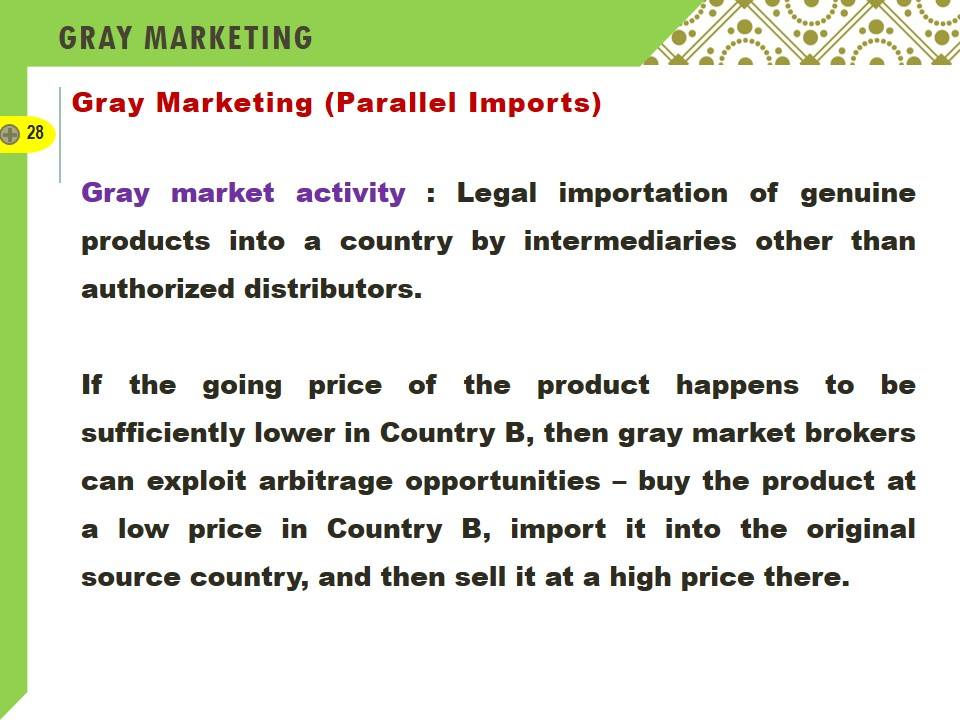 GRAY MARKETING
Gray Marketing (Parallel Imports)
28
Gray market activity : Legal importation of genuine
products into a country by intermediaries other than
authorized distributors.
If the going price of the product happens to be
sufficiently lower in Country B, then gray market brokers
can exploit arbitrage opportunities – buy the product at
a low price in Country B, import it into the original
source country, and then sell it at a high price there.